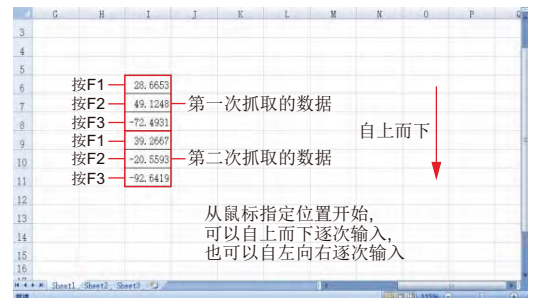 G H I J K L M N O P Q
3
4
5
6 按F1 28.6653
7 按F2 49.1248 第一次抓取的数据
8 按F3 -72.4931
9 按F1 39.2667 自上而下
10 按F2 -20.5593 第二次抓取的数据
11 按F3 -92.6419
12
13 从鼠标指定位置开始,
14 可以自上而下逐次输入,
15 也可以自左向右逐次输入
16
Sheet1 Sheet2 Sheet3
就绪 115%